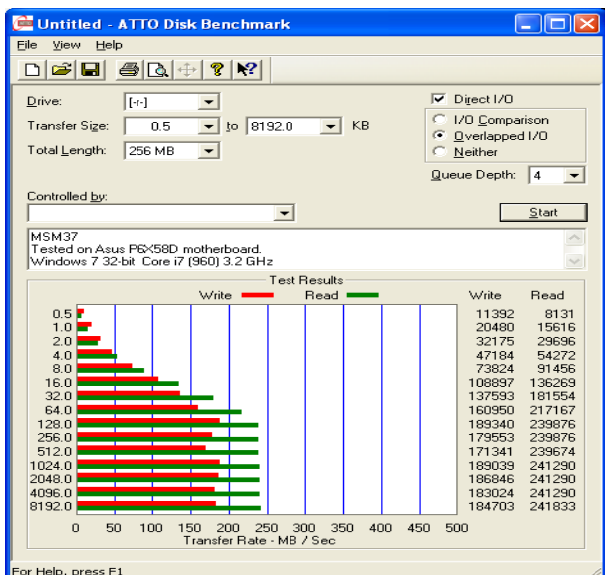 Untitled - ATTO Disk Benchmark
File View Help
Drive: [-r-] Direct I/O
I/O Comparison
Transfer Size: 0.5 to 8192.0 KB
Overlapped I/O
Total Length: 256 MB
Neither
Queue Depth: 4
Controlled by:
Start
MSM37
Tested on Asus P6X58D motherboard.
Windows 7 32-bit Core i7 (960) 3.2 GHz
Test Results
Write Read Write Read
0.5 11392 8131
1.0 20480 15616
2.0 32175 29696
4.0 47184 54272
8.0 73824 91456
16.0 108897 136269
32.0 137593 181554
64.0 160950 217167
128.0 189340 239876
256.0 179553 239876
512.0 171341 239674
1024.0 189039 241290
2048.0 186846 241290
4096.0 183024 241290
8192.0 184703 241833
0 50 100 150 200 250 300 350 400 450 500
Transfer Rate - MB / Sec
For Help, press F1